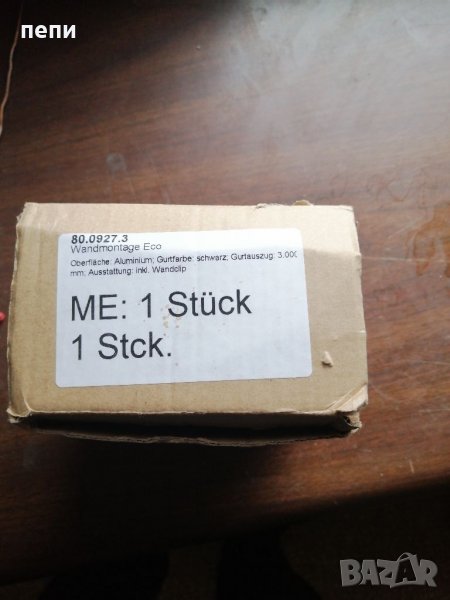 пепи
80.0927.3
Wandmontage Eco
Oberfläche: Aluminium; Gurtfarbe: schwarz; Gurtauszug: 3.000
mm; Ausstattung: inkl. Wandclip
ME: 1 Stück
1 Stck.
BAZAR